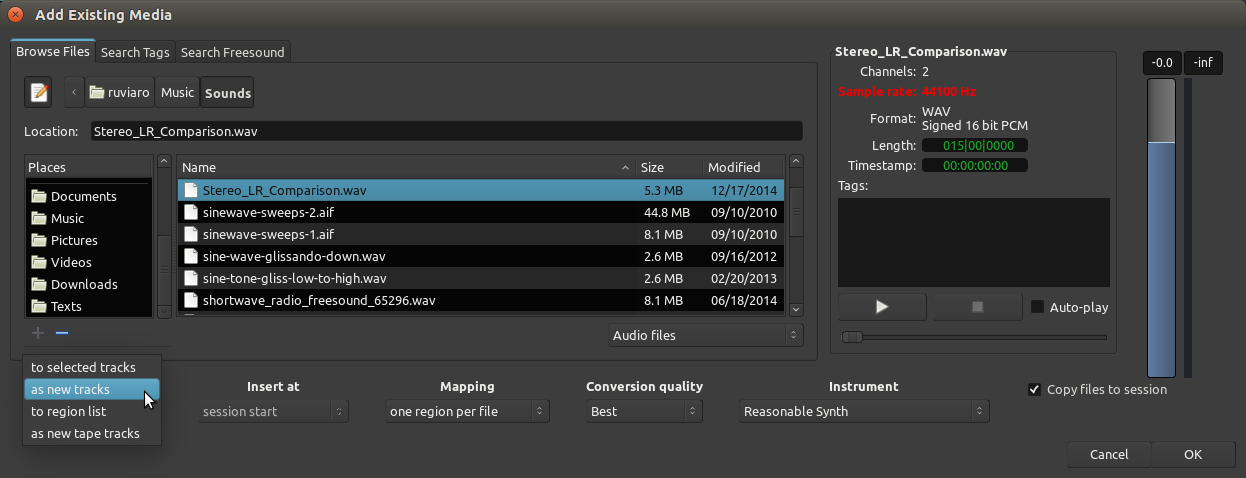 Add Existing Media
Browse Files
Search Tags
Search Freesound
ruviaro
Music
Sounds
Location:
Stereo_LR_Comparison.wav
Places
Documents
Music
Pictures
Videos
Downloads
Texts
Name Size Modified
Stereo_LR_Comparison.wav 5.3 MB 12/17/2014
sinewave-sweeps-2.aif 44.8 MB 09/10/2010
sinewave-sweeps-1.aif 8.1 MB 09/10/2010
sine-wave-glissando-down.wav 2.6 MB 09/16/2012
sine-tone-gliss-low-to-high.wav 2.6 MB 02/20/2013
shortwave_radio_freesound_65296.wav 8.1 MB 06/18/2014
Audio files
Stereo_LR_Comparison.wav
Channels: 2
Sample rate: 44100 Hz
Format: WAV
Signed 16 bit PCM
Length: 015|00|0000
Timestamp: 00:00:00:00
Tags:
Auto-play
-0.0
-inf
to selected tracks
as new tracks
to region list
as new tape tracks
Insert at
session start
Mapping
one region per file
Conversion quality
Best
Instrument
Reasonable Synth
Copy files to session
Cancel
OK